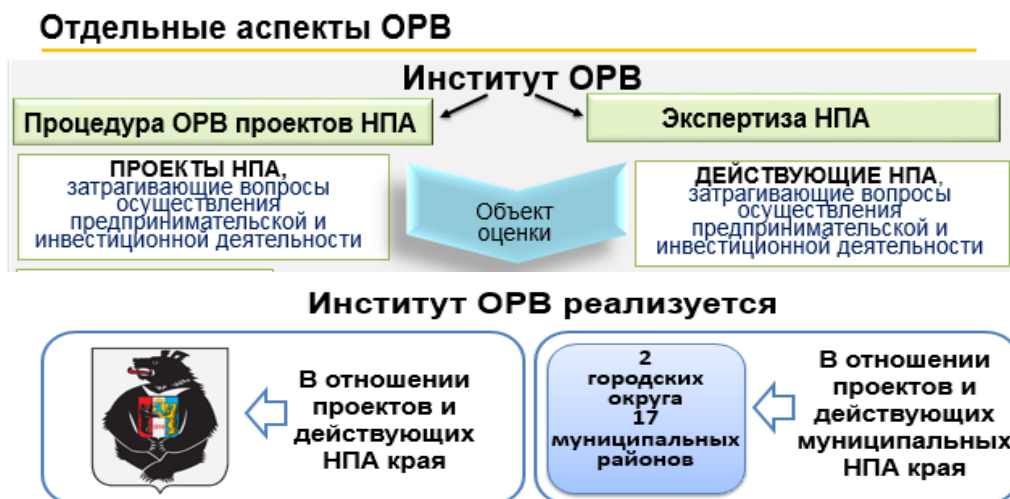 Отдельные аспекты ОРВ
Институт ОРВ
Процедура ОРВ проектов НПА
Экспертиза НПА
ПРОЕКТЫ НПА,
затрагивающие вопросы
осуществления
предпринимательской и
инвестиционной деятельности
Объект
оценки
ДЕЙСТВУЮЩИЕ НПА,
затрагивающие вопросы
осуществления
предпринимательской и
инвестиционной деятельности
Институт ОРВ реализуется
В отношении
проектов и
действующих
НПА края
2
городских
округа
17
муниципальных
районов
В отношении
проектов и
действующих
муниципальных
НПА края